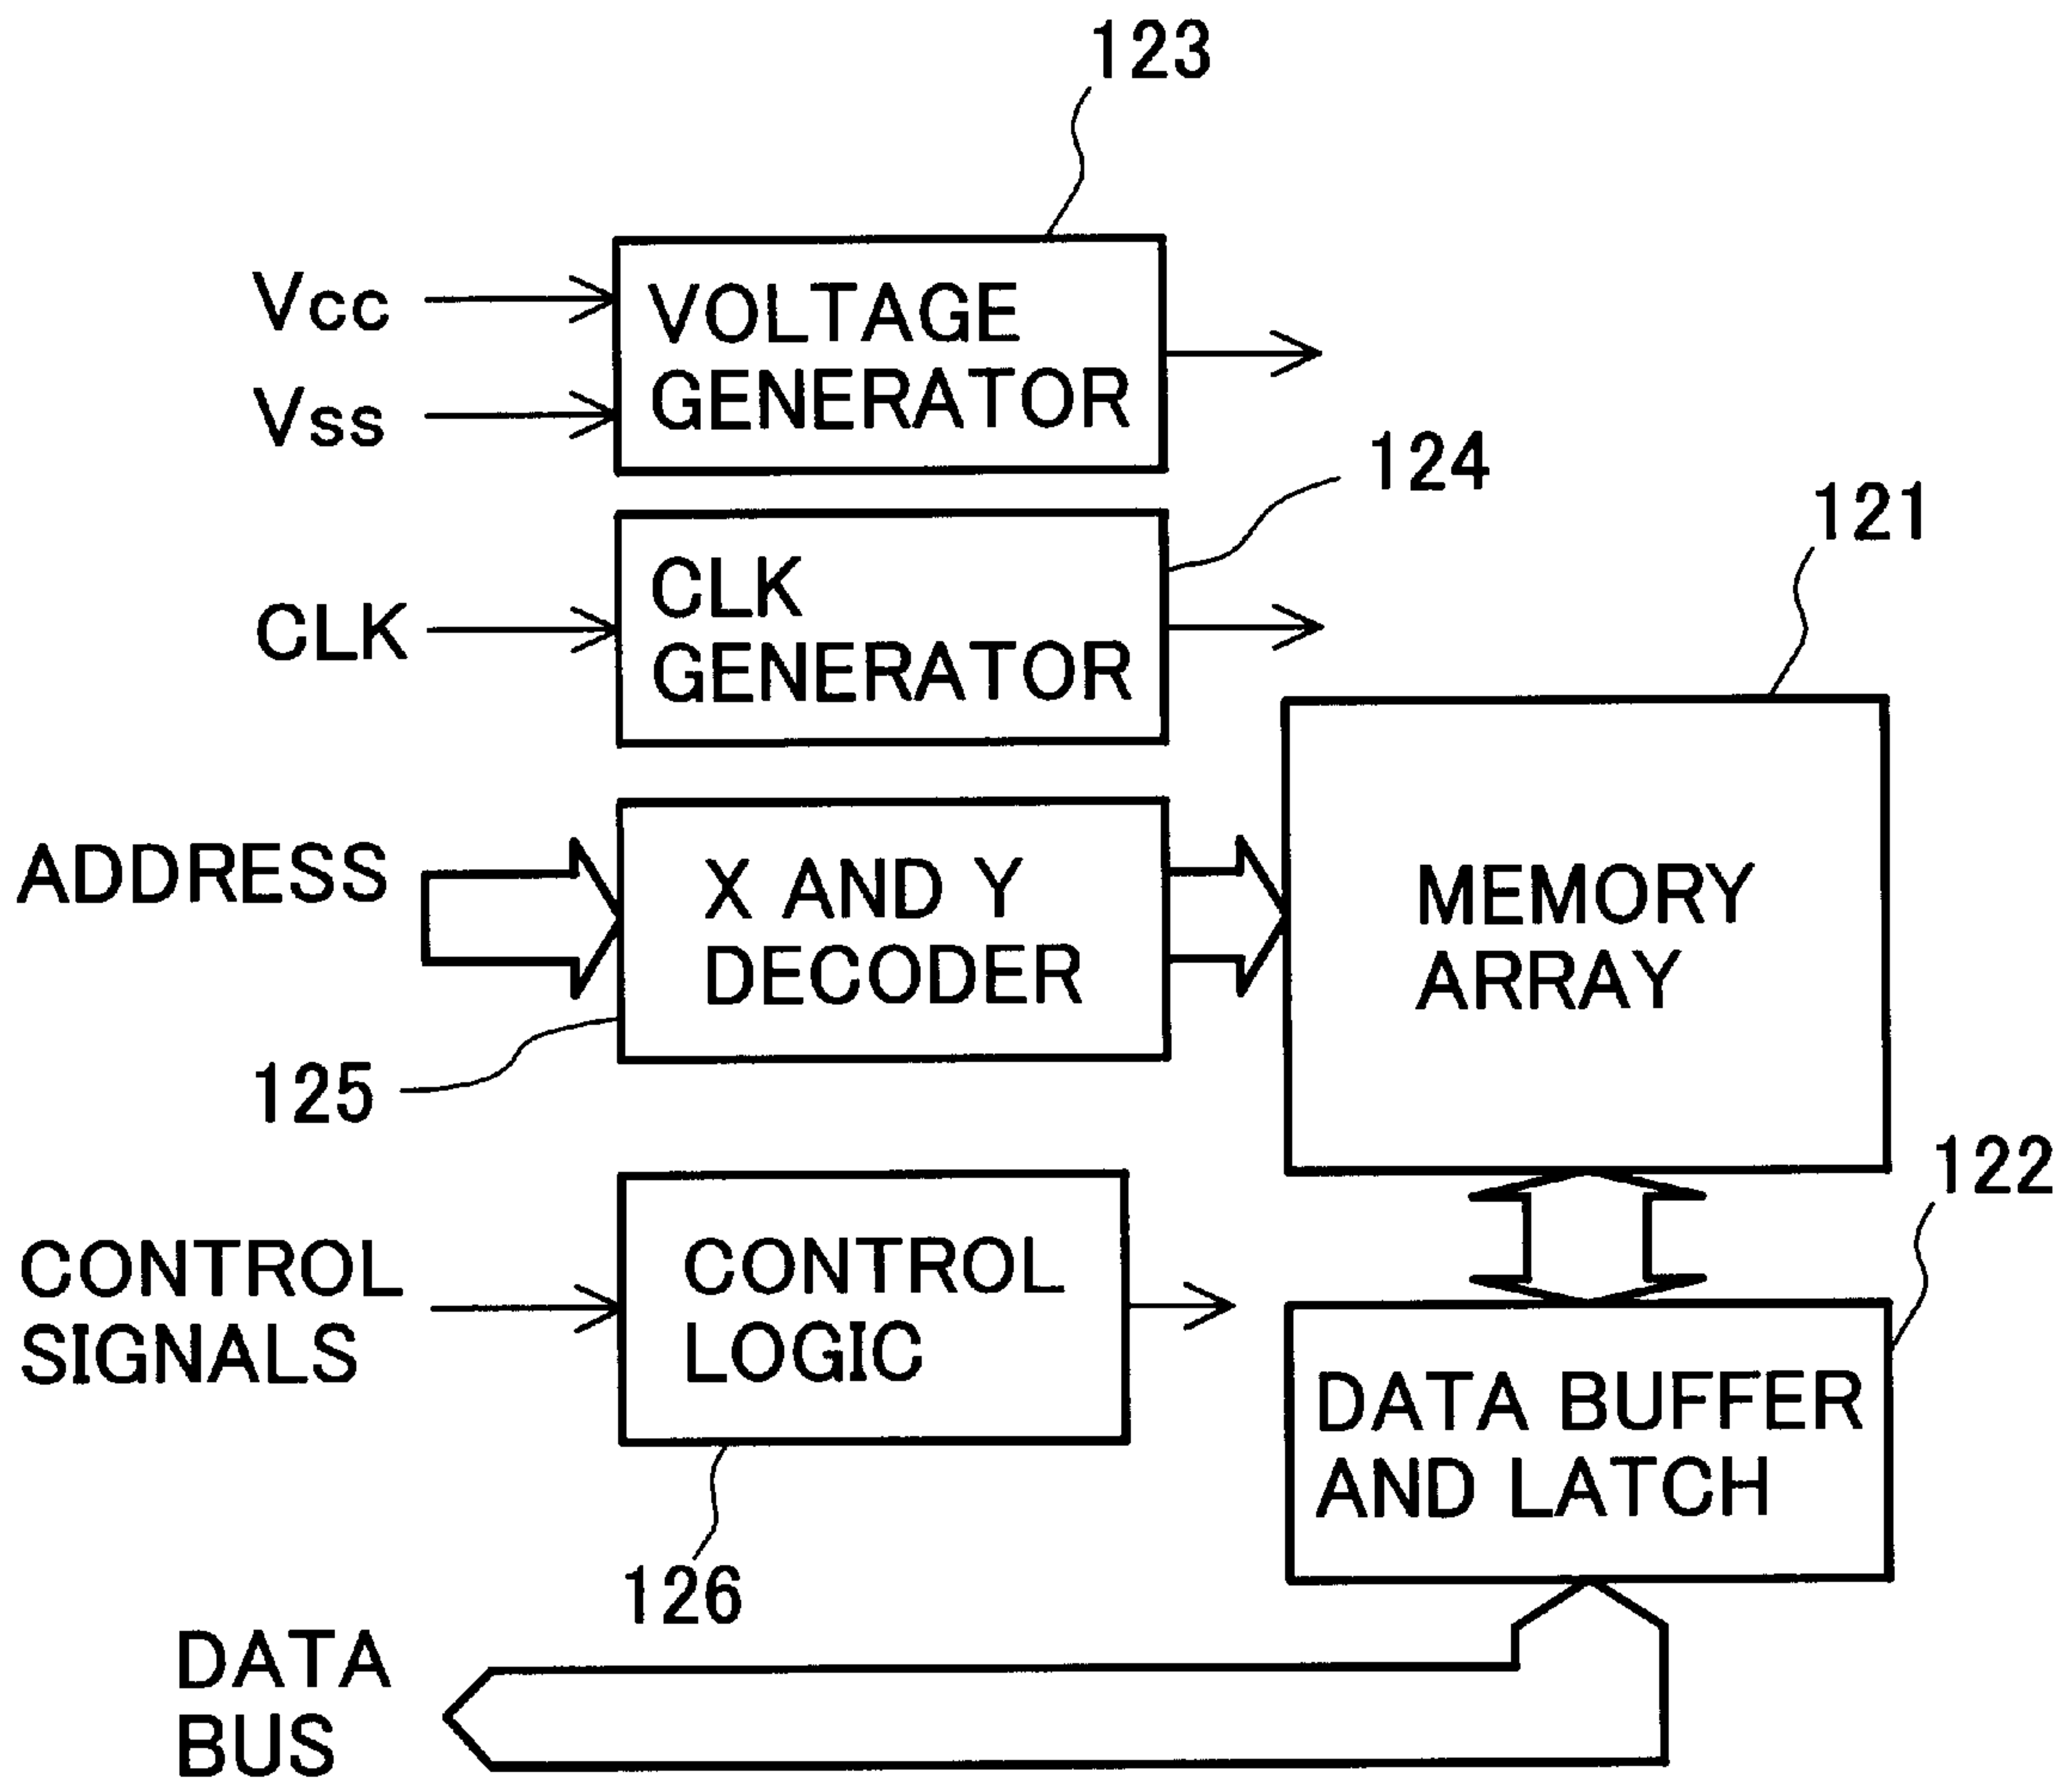 123
Vcc
Vss
VOLTAGE
GENERATOR
124
CLK
CLK
GENERATOR
121
ADDRESS
X AND Y
DECODER
MEMORY
ARRAY
125
122
CONTROL
SIGNALS
CONTROL
LOGIC
DATA BUFFER
AND LATCH
126
DATA
BUS